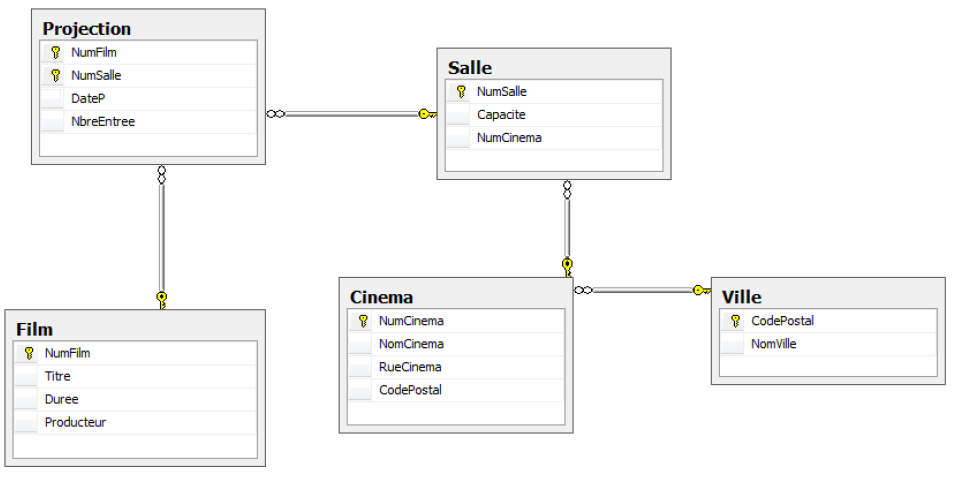 Projection
NumFilm
NumSalle
DateP
NbreEntree
Salle
NumSalle
Capacite
NumCinema
Cinema
NumCinema
NomCinema
RueCinema
CodePostal
Ville
CodePostal
NomVille
Film
NumFilm
Titre
Duree
Producteur